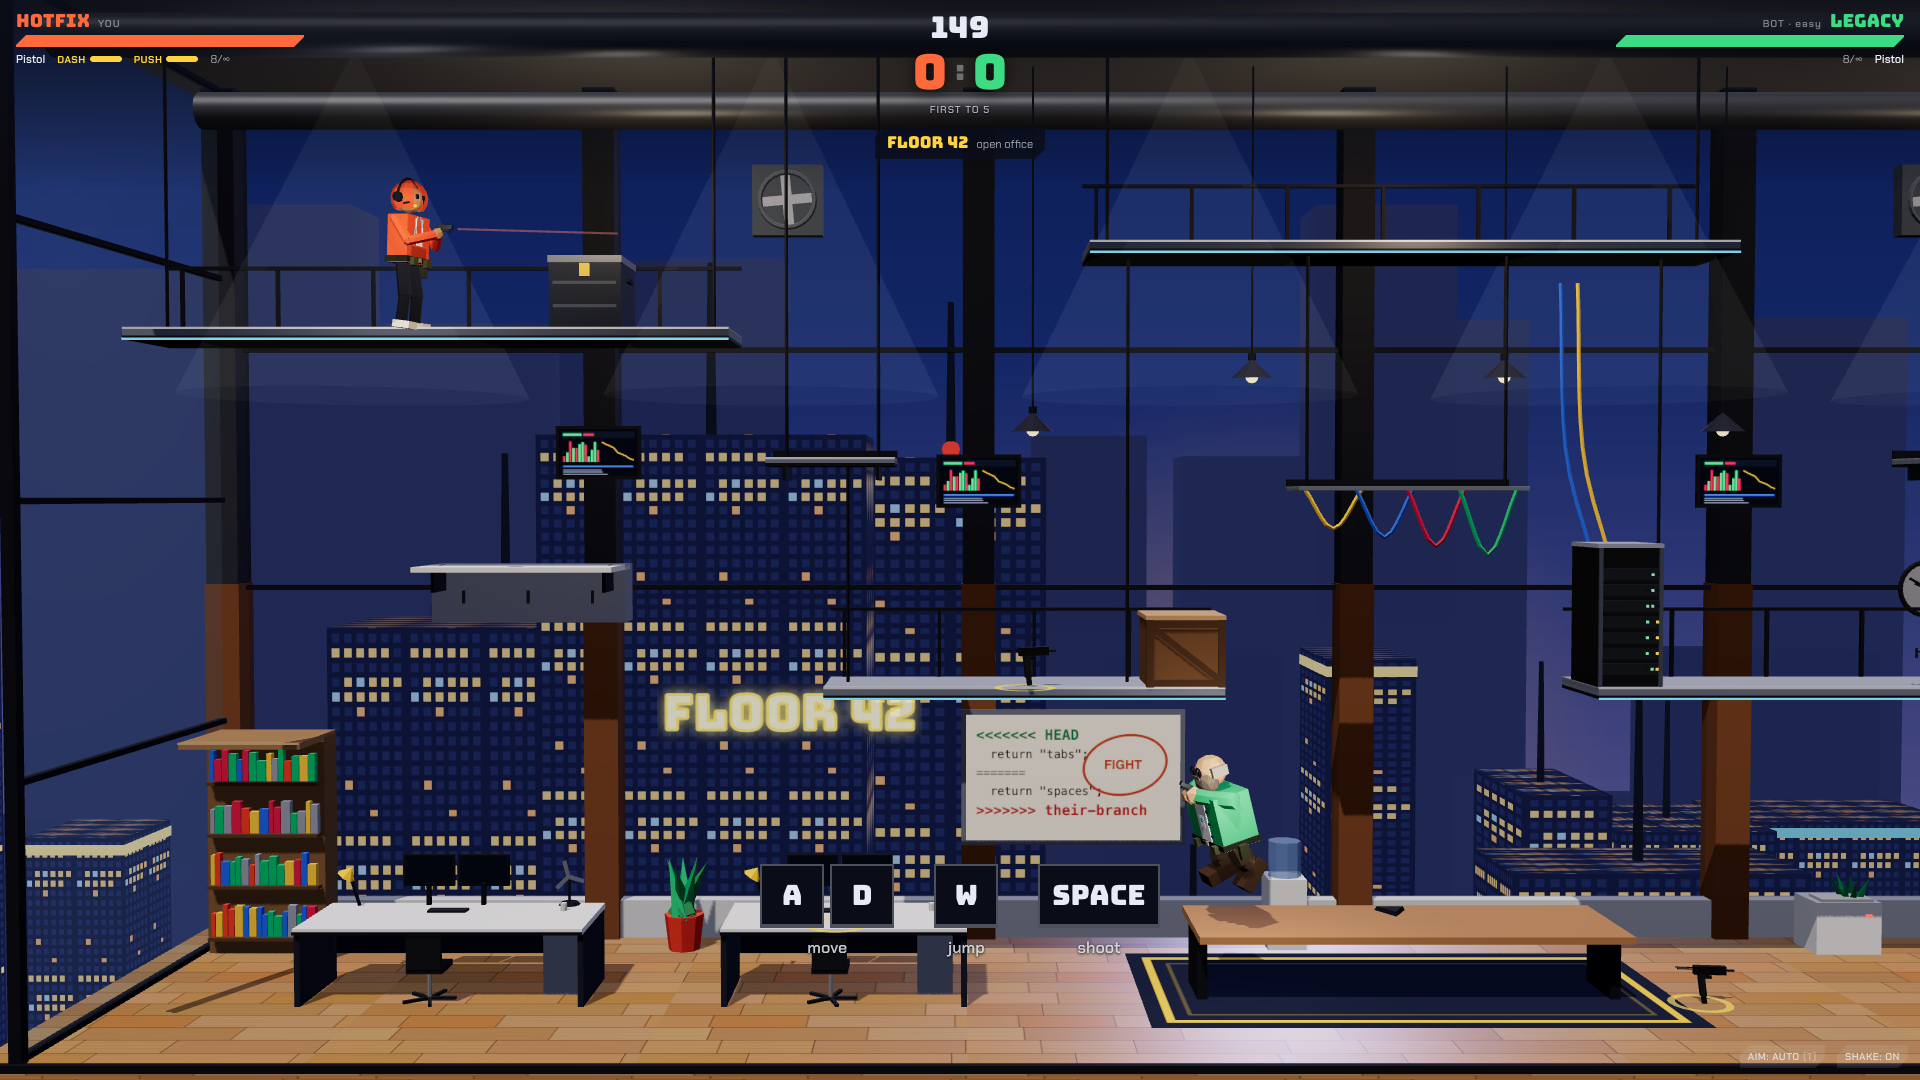 HOTFIX YOU
Pistol DASH PUSH 8/∞
149
0 : 0
FIRST TO 5
FLOOR 42 open office
BOT · easy LEGACY
8/∞ Pistol
FLOOR 42
<<<<<<< HEAD
return "tabs";
=======
return "spaces";
>>>>>>> their-branch
FIGHT
A D W SPACE
move jump shoot
AIM: AUTO (T) SHAKE: ON